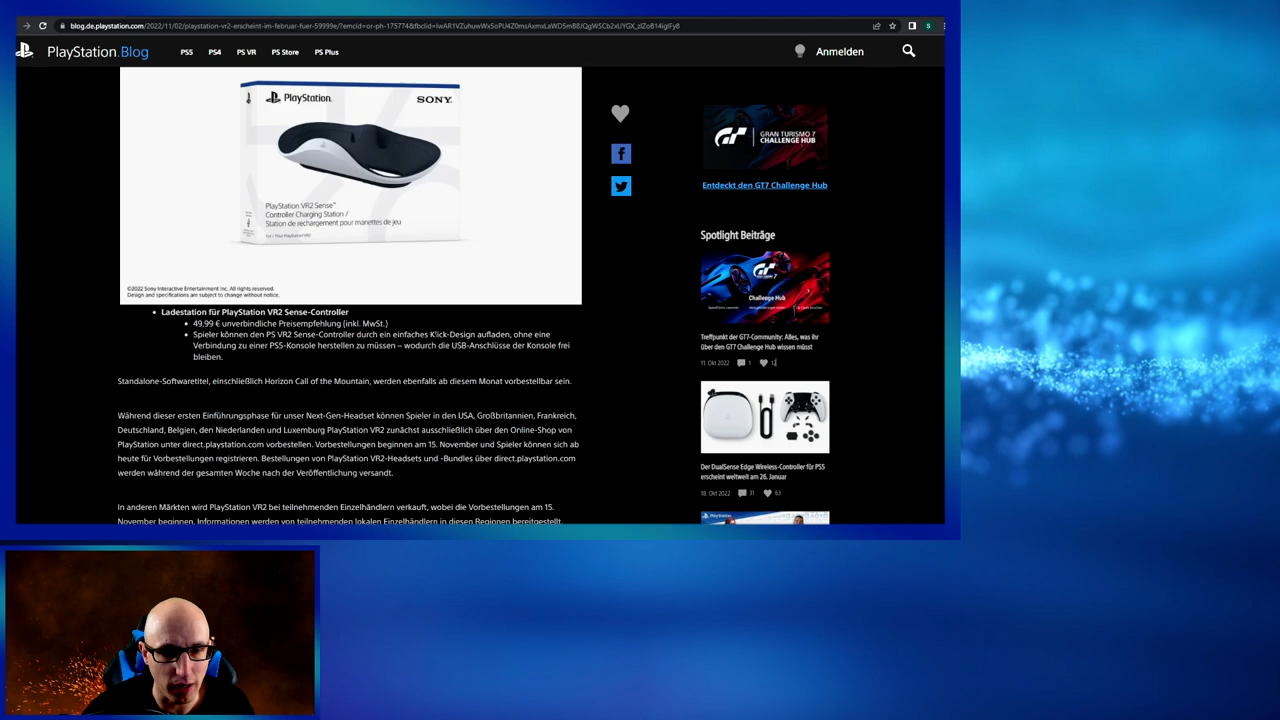 blog.de.playstation.com/2022/11/02/playstation-vr2-erscheint-im-februar-fuer-59999e/?emcid=or-ph-175774&fbclid=
PlayStation.Blog
PS5 PS4 PS VR PS Store PS Plus
Anmelden
PlayStation. SONY
PlayStation VR2 Sense™
Controller Charging Station /
Station de rechargement pour manettes de jeu
©2022 Sony Interactive Entertainment Inc. All rights reserved.
Design and specifications are subject to change without notice.
• Ladestation für PlayStation VR2 Sense-Controller
• 49,99 € unverbindliche Preisempfehlung (inkl. MwSt.)
• Spieler können den PS VR2 Sense-Controller durch ein einfaches Klick-Design aufladen, ohne eine
Verbindung zu einer PS5-Konsole herstellen zu müssen – wodurch die USB-Anschlüsse der Konsole frei
bleiben.
Standalone-Softwaretitel, einschließlich Horizon Call of the Mountain, werden ebenfalls ab diesem Monat vorbestellbar sein.
Während dieser ersten Einführungsphase für unser Next-Gen-Headset können Spieler in den USA, Großbritannien, Frankreich,
Deutschland, Belgien, den Niederlanden und Luxemburg PlayStation VR2 zunächst ausschließlich über den Online-Shop von
PlayStation unter direct.playstation.com vorbestellen. Vorbestellungen beginnen am 15. November und Spieler können sich ab
heute für Vorbestellungen registrieren. Bestellungen von PlayStation VR2-Headsets und -Bundles über direct.playstation.com
werden während der gesamten Woche nach der Veröffentlichung versandt.
In anderen Märkten wird PlayStation VR2 bei teilnehmenden Einzelhändlern verkauft, wobei die Vorbestellungen am 15.
November beginnen. Informationen werden von teilnehmenden lokalen Einzelhändlern in diesen Regionen bereitgestellt.
GT GRAN TURISMO 7
CHALLENGE HUB
Entdeckt den GT7 Challenge Hub
Spotlight Beiträge
GT
Challenge Hub
Treffpunkt der GT7-Community: Alles, was ihr
über den GT7 Challenge Hub wissen müsst
11. Okt 2022 1
Der DualSense Edge Wireless-Controller für PS5
erscheint weltweit am 26. Januar
18. Okt 2022 31 63
PlayStation